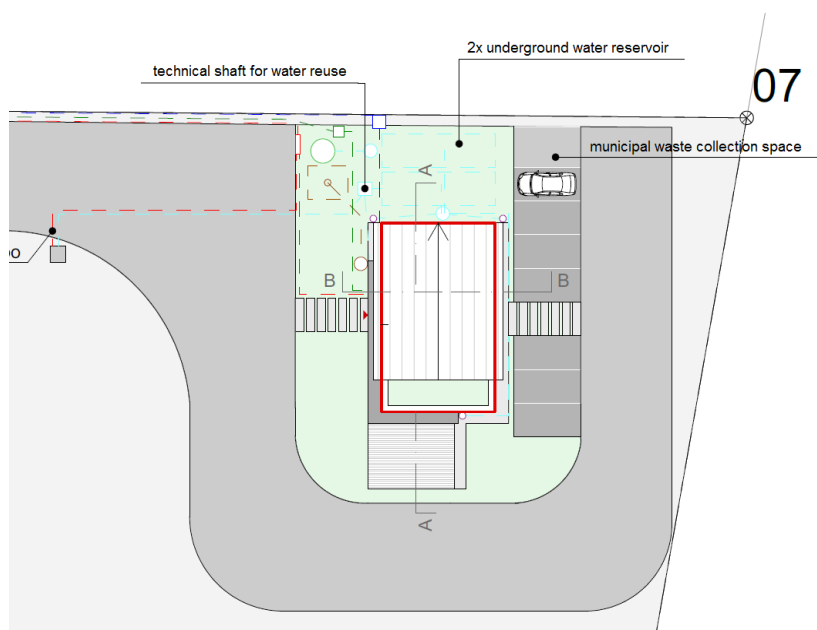 2x underground water reservoir
technical shaft for water reuse
07
municipal waste collection space
A
B
B
A